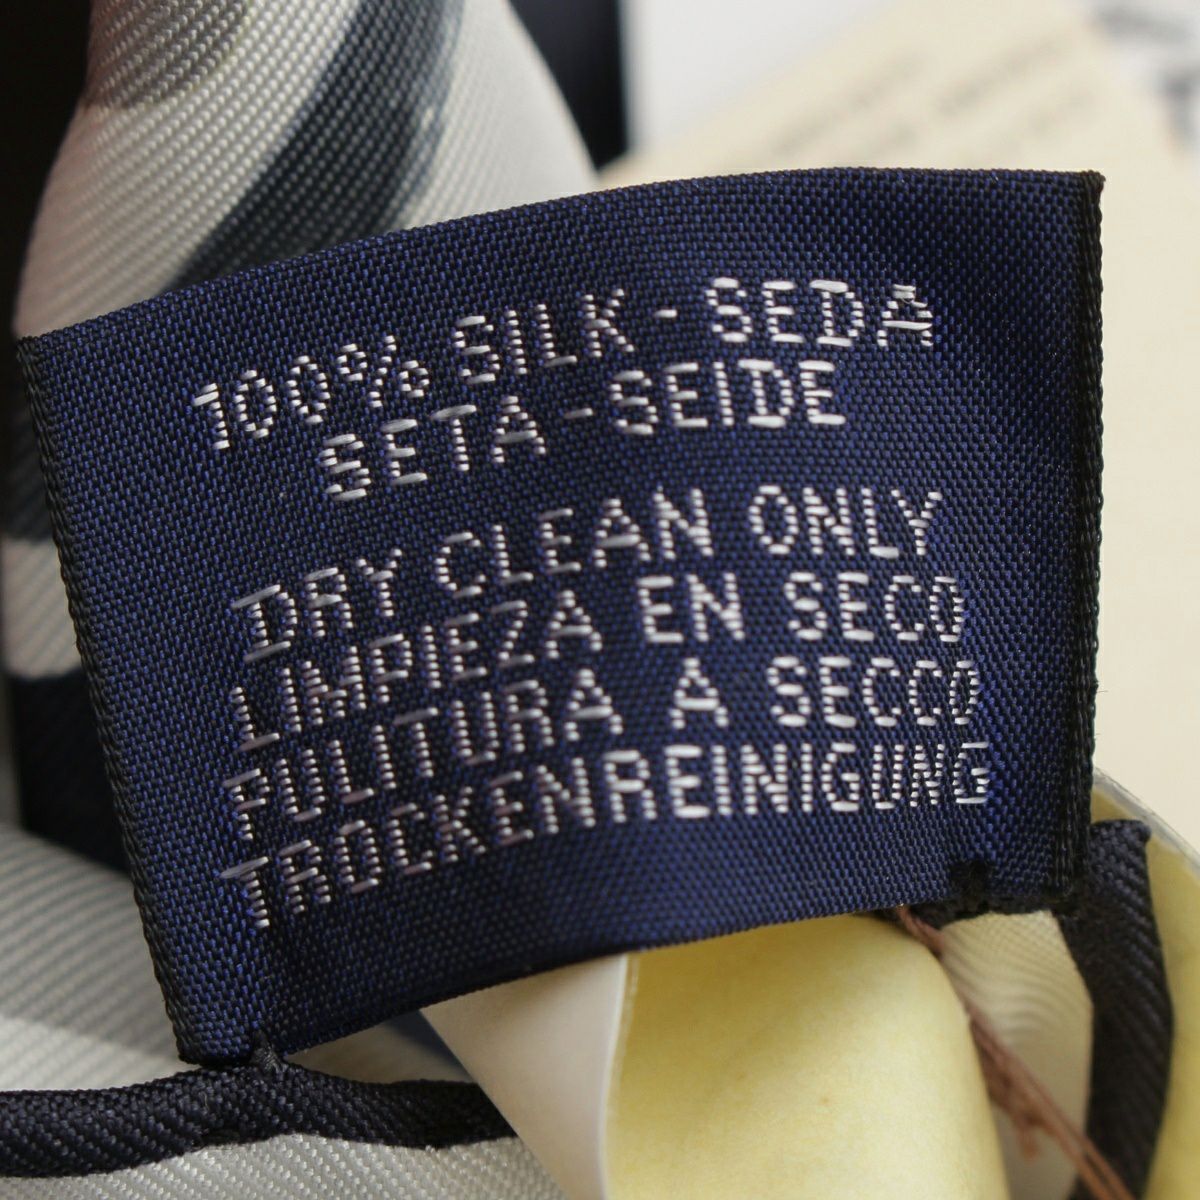 100% SILK - SEDA
SETA - SEIDE
DRY CLEAN ONLY
LIMPIEZA EN SECO
PULITURA A SECCO
TROCKENREINIGUNG